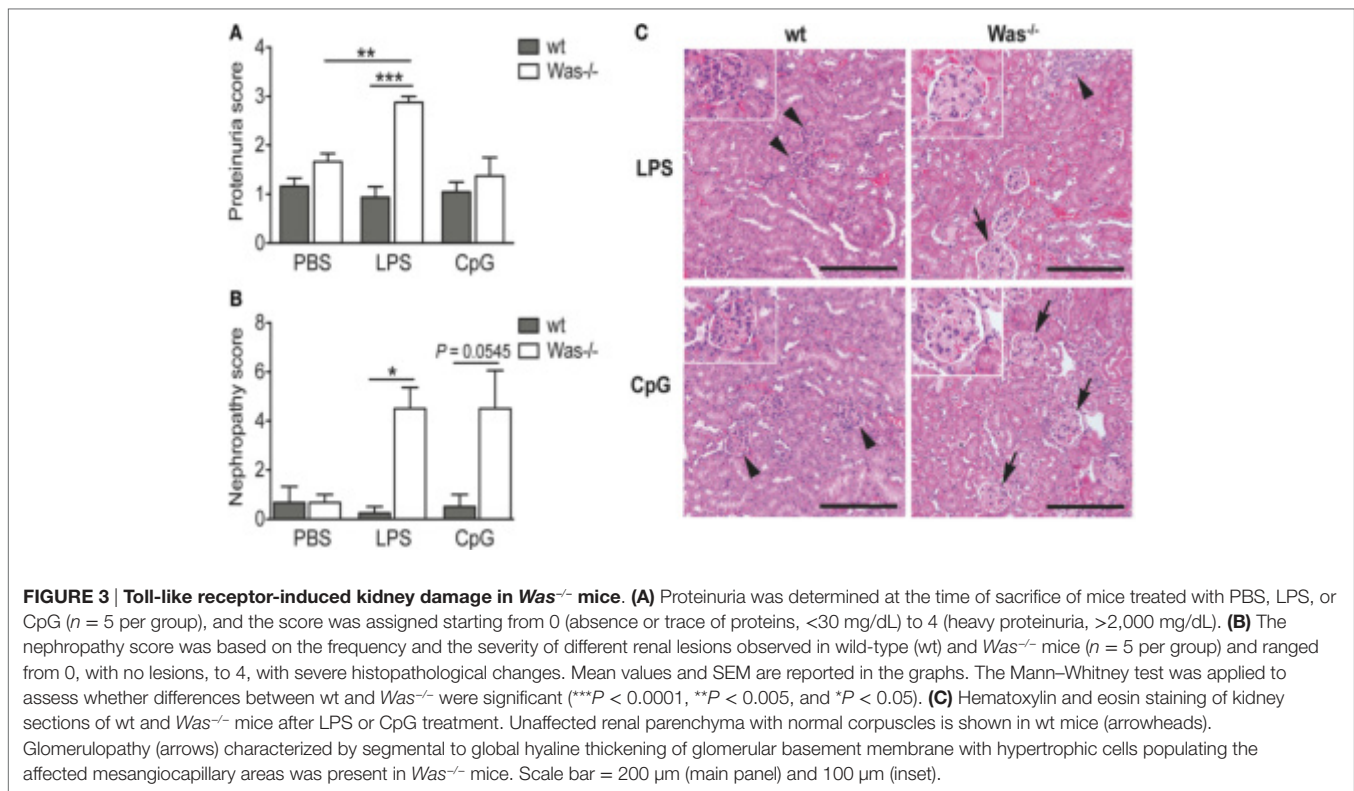 A
Proteinuria score
4
3
2
1
0
**
***
wt
Was-/-
PBS
LPS
CpG
B
Nephropathy score
8
6
4
2
0
*
P = 0.0545
wt
Was-/-
PBS
LPS
CpG
C
wt
Was-/-
LPS
CpG
FIGURE 3 | Toll-like receptor-induced kidney damage in Was–/– mice. (A) Proteinuria was determined at the time of sacrifice of mice treated with PBS, LPS, or
CpG (n = 5 per group), and the score was assigned starting from 0 (absence or trace of proteins, <30 mg/dL) to 4 (heavy proteinuria, >2,000 mg/dL). (B) The
nephropathy score was based on the frequency and the severity of different renal lesions observed in wild-type (wt) and Was–/– mice (n = 5 per group) and ranged
from 0, with no lesions, to 4, with severe histopathological changes. Mean values and SEM are reported in the graphs. The Mann–Whitney test was applied to
assess whether differences between wt and Was–/– were significant (***P < 0.0001, **P < 0.005, and *P < 0.05). (C) Hematoxylin and eosin staining of kidney
sections of wt and Was–/– mice after LPS or CpG treatment. Unaffected renal parenchyma with normal corpuscles is shown in wt mice (arrowheads).
Glomerulopathy (arrows) characterized by segmental to global hyaline thickening of glomerular basement membrane with hypertrophic cells populating the
affected mesangiocapillary areas was present in Was–/– mice. Scale bar = 200 µm (main panel) and 100 µm (inset).